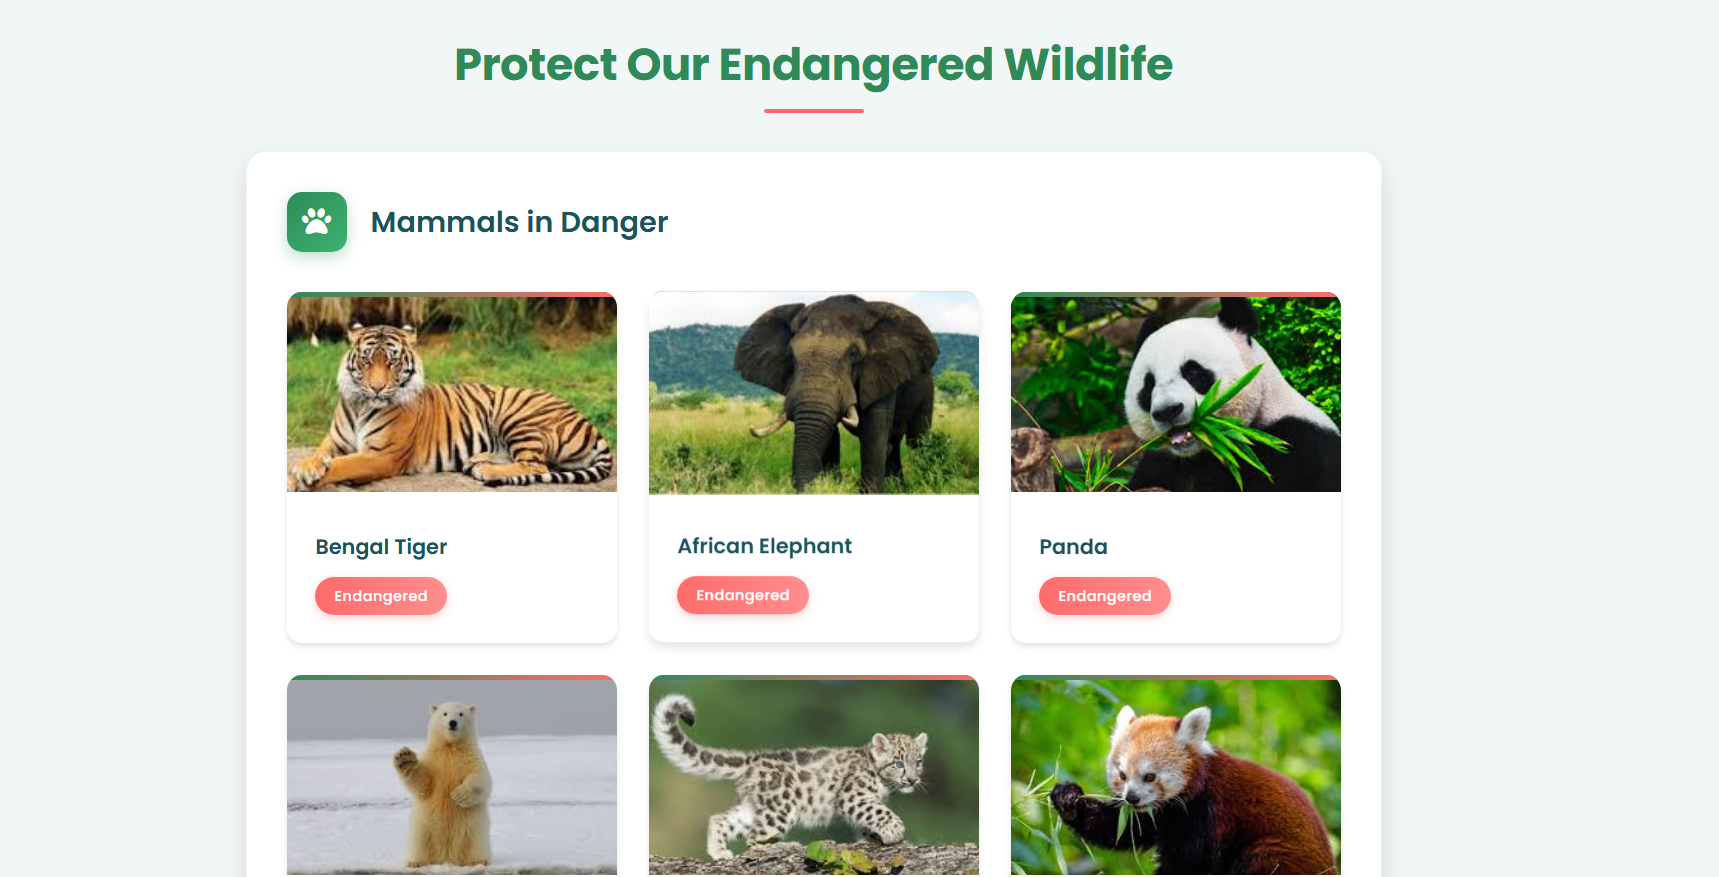 Protect Our Endangered Wildlife
Mammals in Danger
Bengal Tiger
Endangered
African Elephant
Endangered
Panda
Endangered